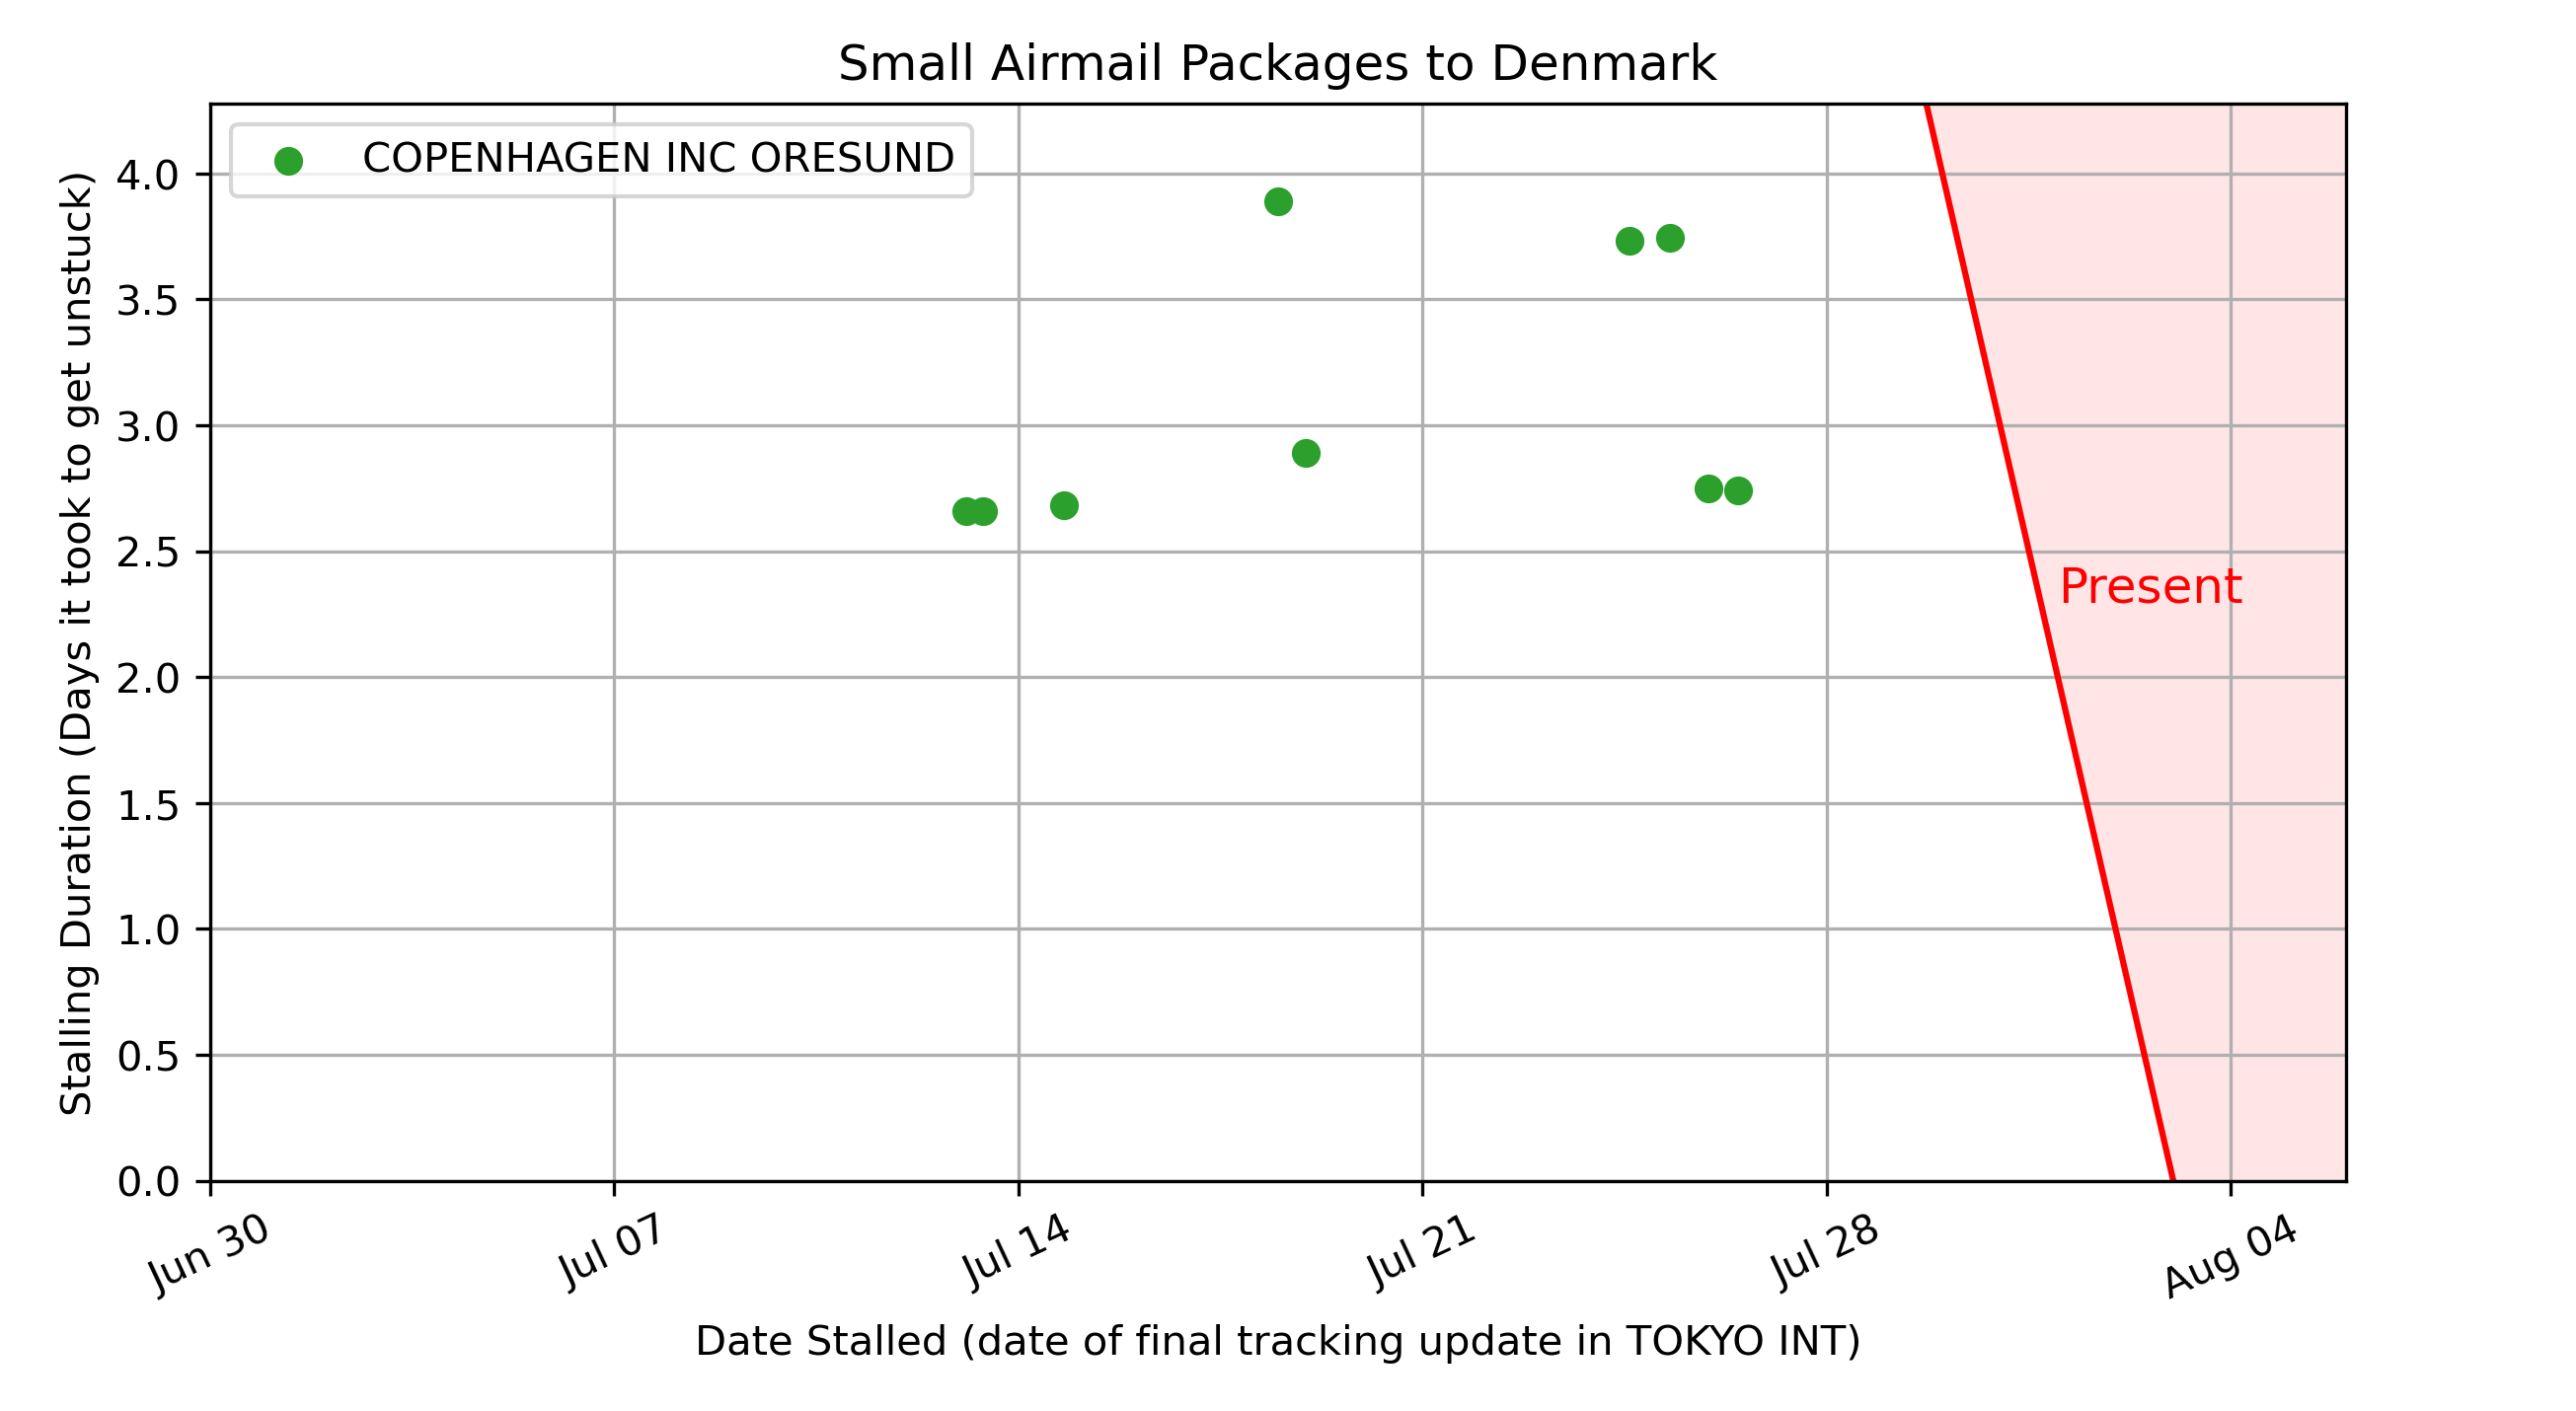 Small Airmail Packages to Denmark
COPENHAGEN INC ORESUND
Stalling Duration (Days it took to get unstuck)
4.0
3.5
3.0
2.5
2.0
1.5
1.0
0.5
0.0
Present
Jun 30
Jul 07
Jul 14
Jul 21
Jul 28
Aug 04
Date Stalled (date of final tracking update in TOKYO INT)